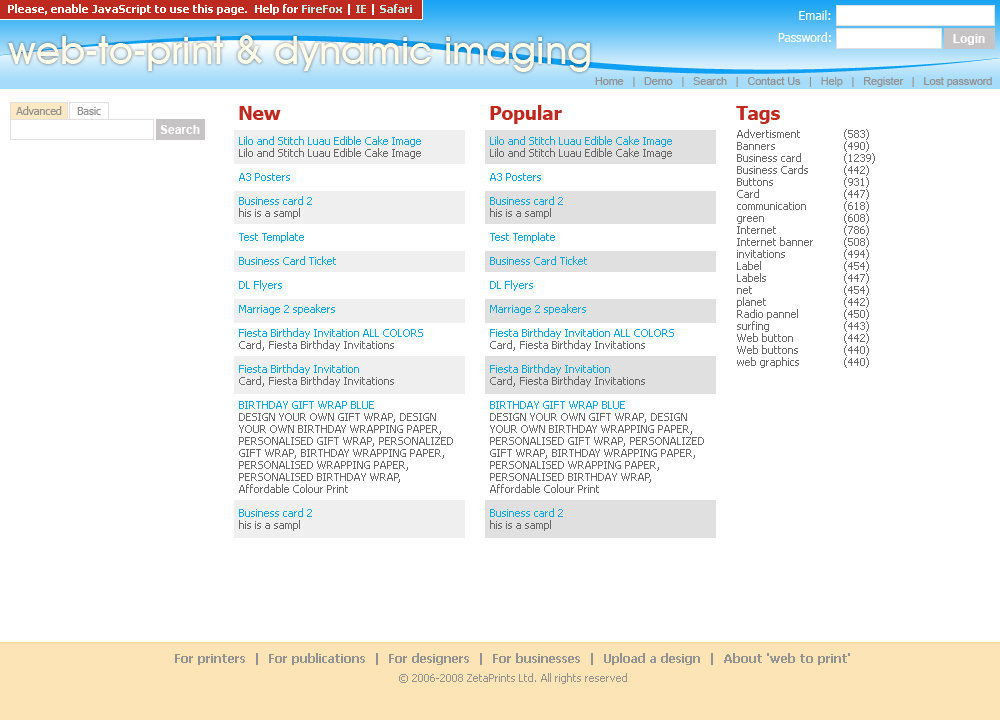 Please, enable JavaScript to use this page. Help for FireFox | IE | Safari
Email:
Password: Login
web-to-print & dynamic imaging
Home | Demo | Search | Contact Us | Help | Register | Lost password
Advanced Basic
Search
New
Lilo and Stitch Luau Edible Cake Image
Lilo and Stitch Luau Edible Cake Image
A3 Posters
Business card 2
his is a sampl
Test Template
Business Card Ticket
DL Flyers
Marriage 2 speakers
Fiesta Birthday Invitation ALL COLORS
Card, Fiesta Birthday Invitations
Fiesta Birthday Invitation
Card, Fiesta Birthday Invitations
BIRTHDAY GIFT WRAP BLUE
DESIGN YOUR OWN GIFT WRAP, DESIGN
YOUR OWN BIRTHDAY WRAPPING PAPER,
PERSONALISED GIFT WRAP, PERSONALIZED
GIFT WRAP, BIRTHDAY WRAPPING PAPER,
PERSONALISED WRAPPING PAPER,
PERSONALISED BIRTHDAY WRAP,
Affordable Colour Print
Business card 2
his is a sampl
Popular
Lilo and Stitch Luau Edible Cake Image
Lilo and Stitch Luau Edible Cake Image
A3 Posters
Business card 2
his is a sampl
Test Template
Business Card Ticket
DL Flyers
Marriage 2 speakers
Fiesta Birthday Invitation ALL COLORS
Card, Fiesta Birthday Invitations
Fiesta Birthday Invitation
Card, Fiesta Birthday Invitations
BIRTHDAY GIFT WRAP BLUE
DESIGN YOUR OWN GIFT WRAP, DESIGN
YOUR OWN BIRTHDAY WRAPPING PAPER,
PERSONALISED GIFT WRAP, PERSONALIZED
GIFT WRAP, BIRTHDAY WRAPPING PAPER,
PERSONALISED WRAPPING PAPER,
PERSONALISED BIRTHDAY WRAP,
Affordable Colour Print
Business card 2
his is a sampl
Tags
Advertisment (583)
Banners (490)
Business card (1239)
Business Cards (442)
Buttons (931)
Card (447)
communication (618)
green (608)
Internet (786)
Internet banner (508)
invitations (494)
Label (454)
Labels (447)
net (454)
planet (442)
Radio pannel (450)
surfing (443)
Web button (442)
Web buttons (440)
web graphics (440)
For printers | For publications | For designers | For businesses | Upload a design | About 'web to print'
© 2006-2008 ZetaPrints Ltd. All rights reserved